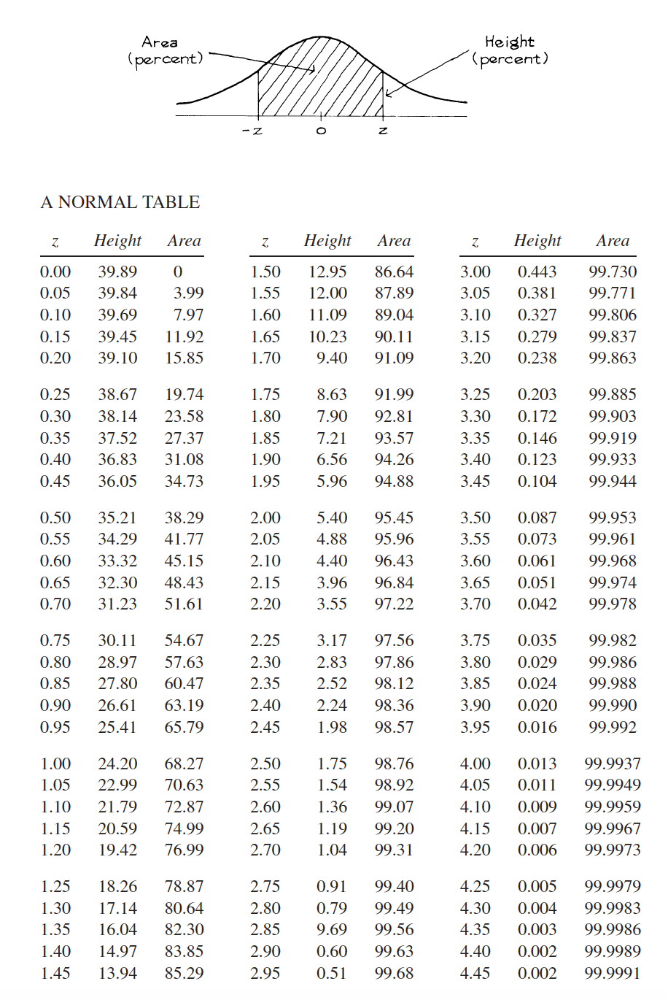 Area
(percent)
Height
(percent)
-z 0 z
A NORMAL TABLE
z Height Area z Height Area z Height Area
0.00 39.89 0 1.50 12.95 86.64 3.00 0.443 99.730
0.05 39.84 3.99 1.55 12.00 87.89 3.05 0.381 99.771
0.10 39.69 7.97 1.60 11.09 89.04 3.10 0.327 99.806
0.15 39.45 11.92 1.65 10.23 90.11 3.15 0.279 99.837
0.20 39.10 15.85 1.70 9.40 91.09 3.20 0.238 99.863
0.25 38.67 19.74 1.75 8.63 91.99 3.25 0.203 99.885
0.30 38.14 23.58 1.80 7.90 92.81 3.30 0.172 99.903
0.35 37.52 27.37 1.85 7.21 93.57 3.35 0.146 99.919
0.40 36.83 31.08 1.90 6.56 94.26 3.40 0.123 99.933
0.45 36.05 34.73 1.95 5.96 94.88 3.45 0.104 99.944
0.50 35.21 38.29 2.00 5.40 95.45 3.50 0.087 99.953
0.55 34.29 41.77 2.05 4.88 95.96 3.55 0.073 99.961
0.60 33.32 45.15 2.10 4.40 96.43 3.60 0.061 99.968
0.65 32.30 48.43 2.15 3.96 96.84 3.65 0.051 99.974
0.70 31.23 51.61 2.20 3.55 97.22 3.70 0.042 99.978
0.75 30.11 54.67 2.25 3.17 97.56 3.75 0.035 99.982
0.80 28.97 57.63 2.30 2.83 97.86 3.80 0.029 99.986
0.85 27.80 60.47 2.35 2.52 98.12 3.85 0.024 99.988
0.90 26.61 63.19 2.40 2.24 98.36 3.90 0.020 99.990
0.95 25.41 65.79 2.45 1.98 98.57 3.95 0.016 99.992
1.00 24.20 68.27 2.50 1.75 98.76 4.00 0.013 99.9937
1.05 22.99 70.63 2.55 1.54 98.92 4.05 0.011 99.9949
1.10 21.79 72.87 2.60 1.36 99.07 4.10 0.009 99.9959
1.15 20.59 74.99 2.65 1.19 99.20 4.15 0.007 99.9967
1.20 19.42 76.99 2.70 1.04 99.31 4.20 0.006 99.9973
1.25 18.26 78.87 2.75 0.91 99.40 4.25 0.005 99.9979
1.30 17.14 80.64 2.80 0.79 99.49 4.30 0.004 99.9983
1.35 16.04 82.30 2.85 9.69 99.56 4.35 0.003 99.9986
1.40 14.97 83.85 2.90 0.60 99.63 4.40 0.002 99.9989
1.45 13.94 85.29 2.95 0.51 99.68 4.45 0.002 99.9991